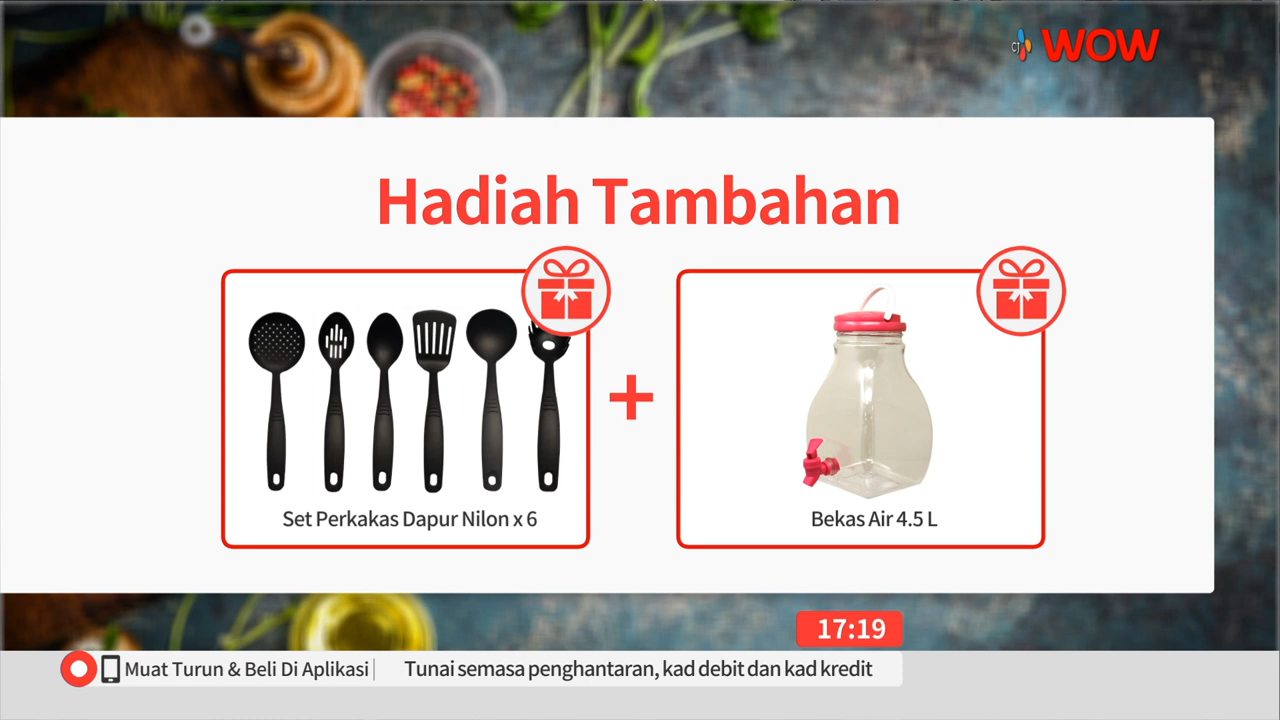 CJ WOW
Hadiah Tambahan
Set Perkakas Dapur Nilon x 6
Bekas Air 4.5 L
17:19
Muat Turun & Beli Di Aplikasi
Tunai semasa penghantaran, kad debit dan kad kredit